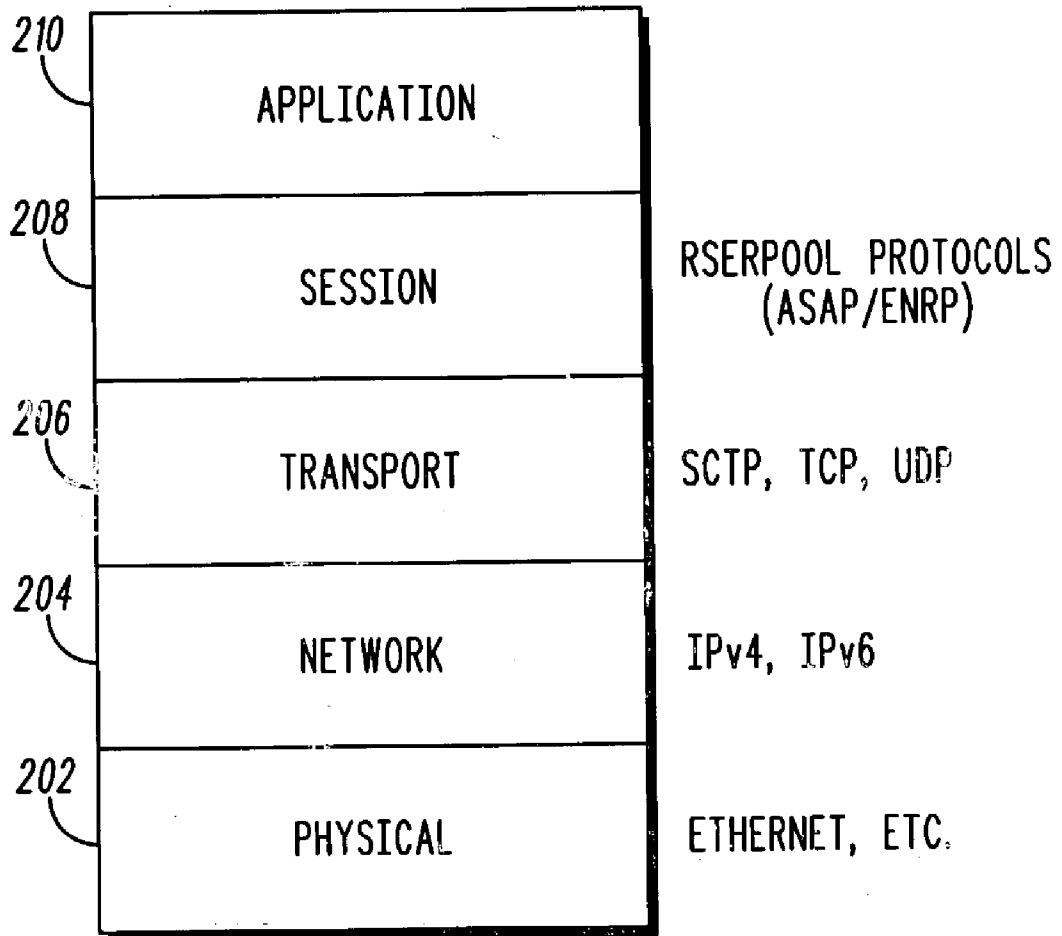 210
APPLICATION
208
SESSION
RSERPOOL PROTOCOLS
(ASAP/ENRP)
206
TRANSPORT
SCTP, TCP, UDP
204
NETWORK
IPv4, IPv6
202
PHYSICAL
ETHERNET, ETC.